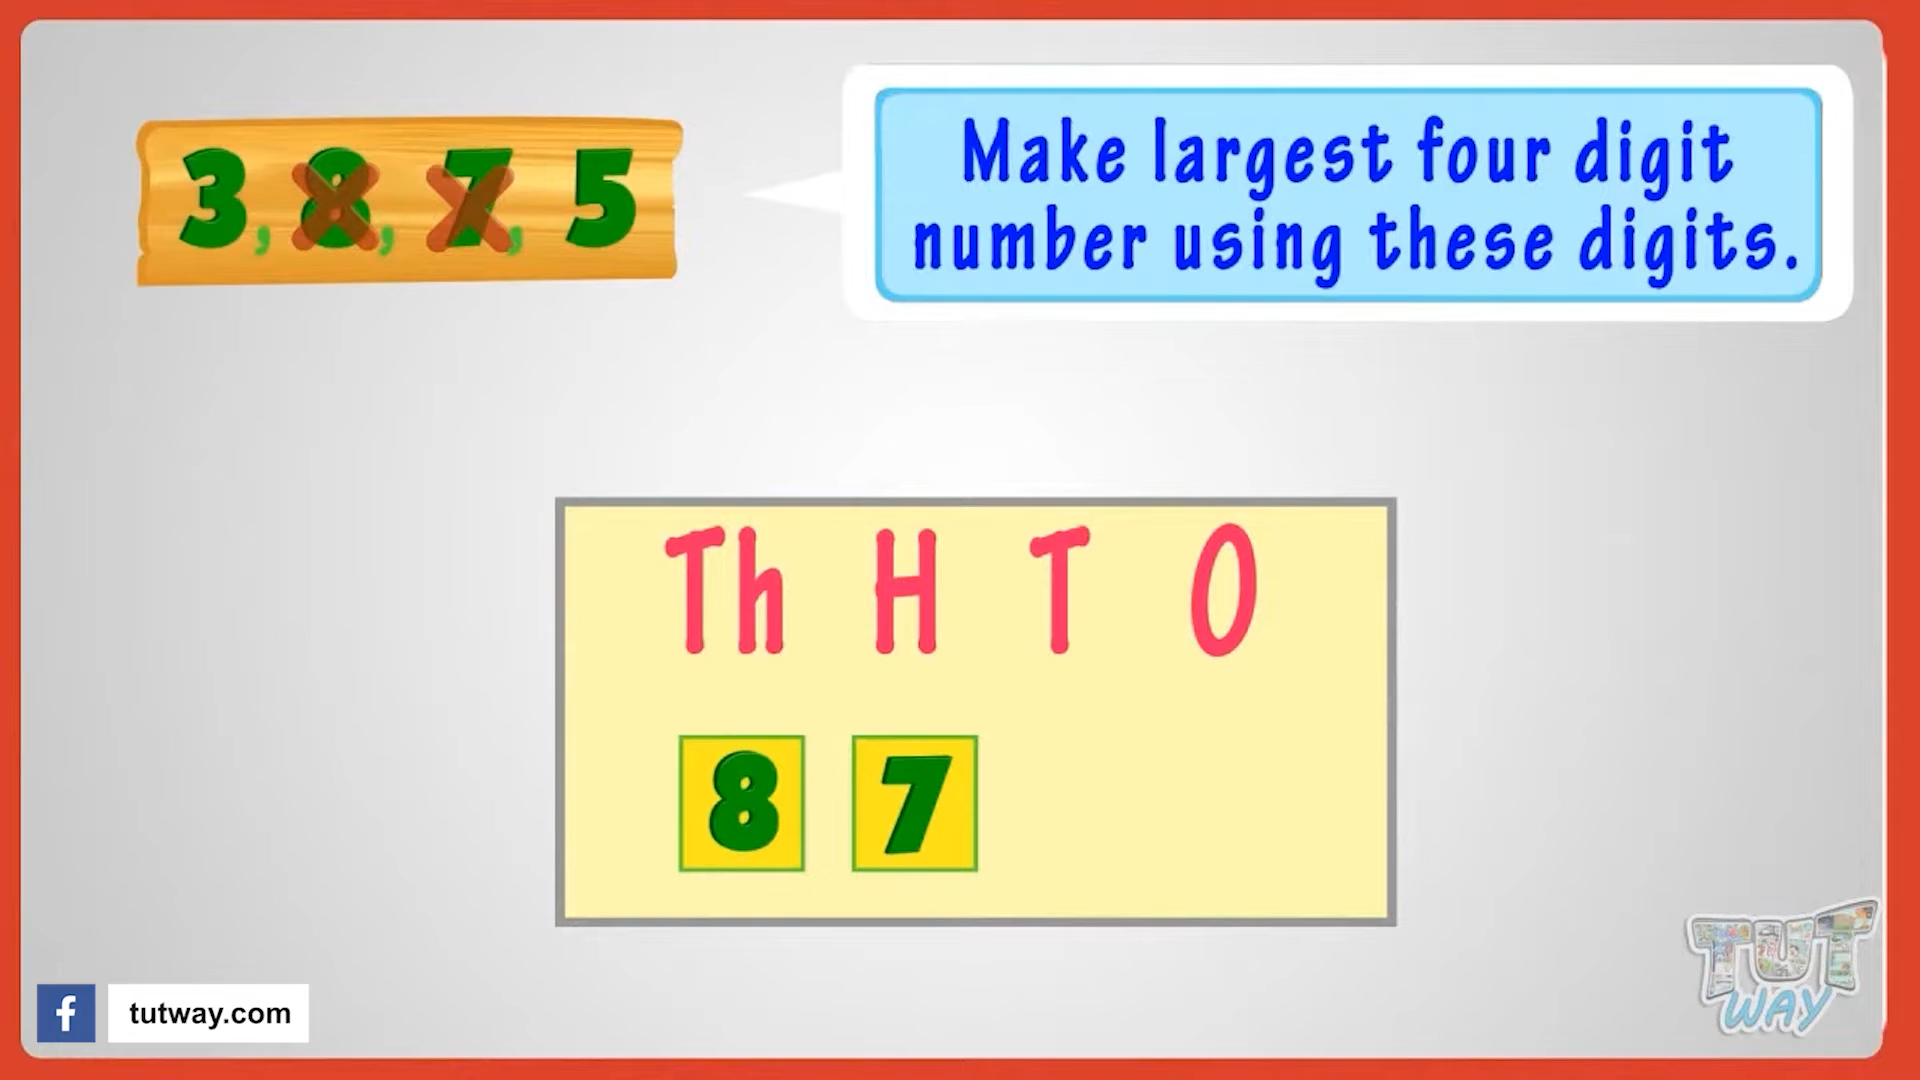 3, 8, 7, 5
Make largest four digit
number using these digits.
Th H T O
8 7
tutway.com
TUT
WAY